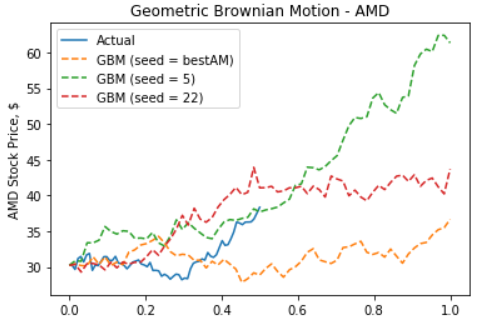 Geometric Brownian Motion - AMD
Actual
GBM (seed = bestAM)
GBM (seed = 5)
GBM (seed = 22)
AMD Stock Price, $
60
55
50
45
40
35
30
0.0 0.2 0.4 0.6 0.8 1.0